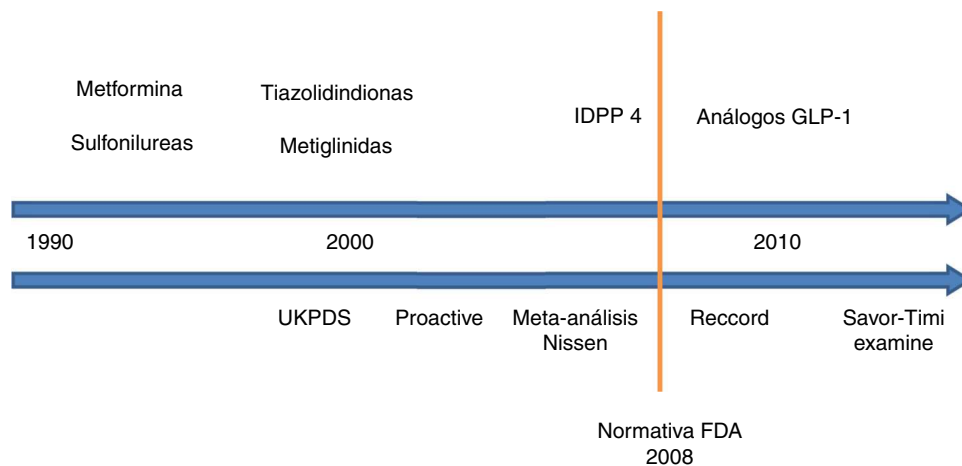 Metformina
Tiazolidindionas
IDPP 4
Análogos GLP-1
Sulfonilureas
Metiglinidas
1990
2000
2010
UKPDS
Proactive
Meta-análisis
Nissen
Reccord
Savor-Timi
examine
Normativa FDA
2008